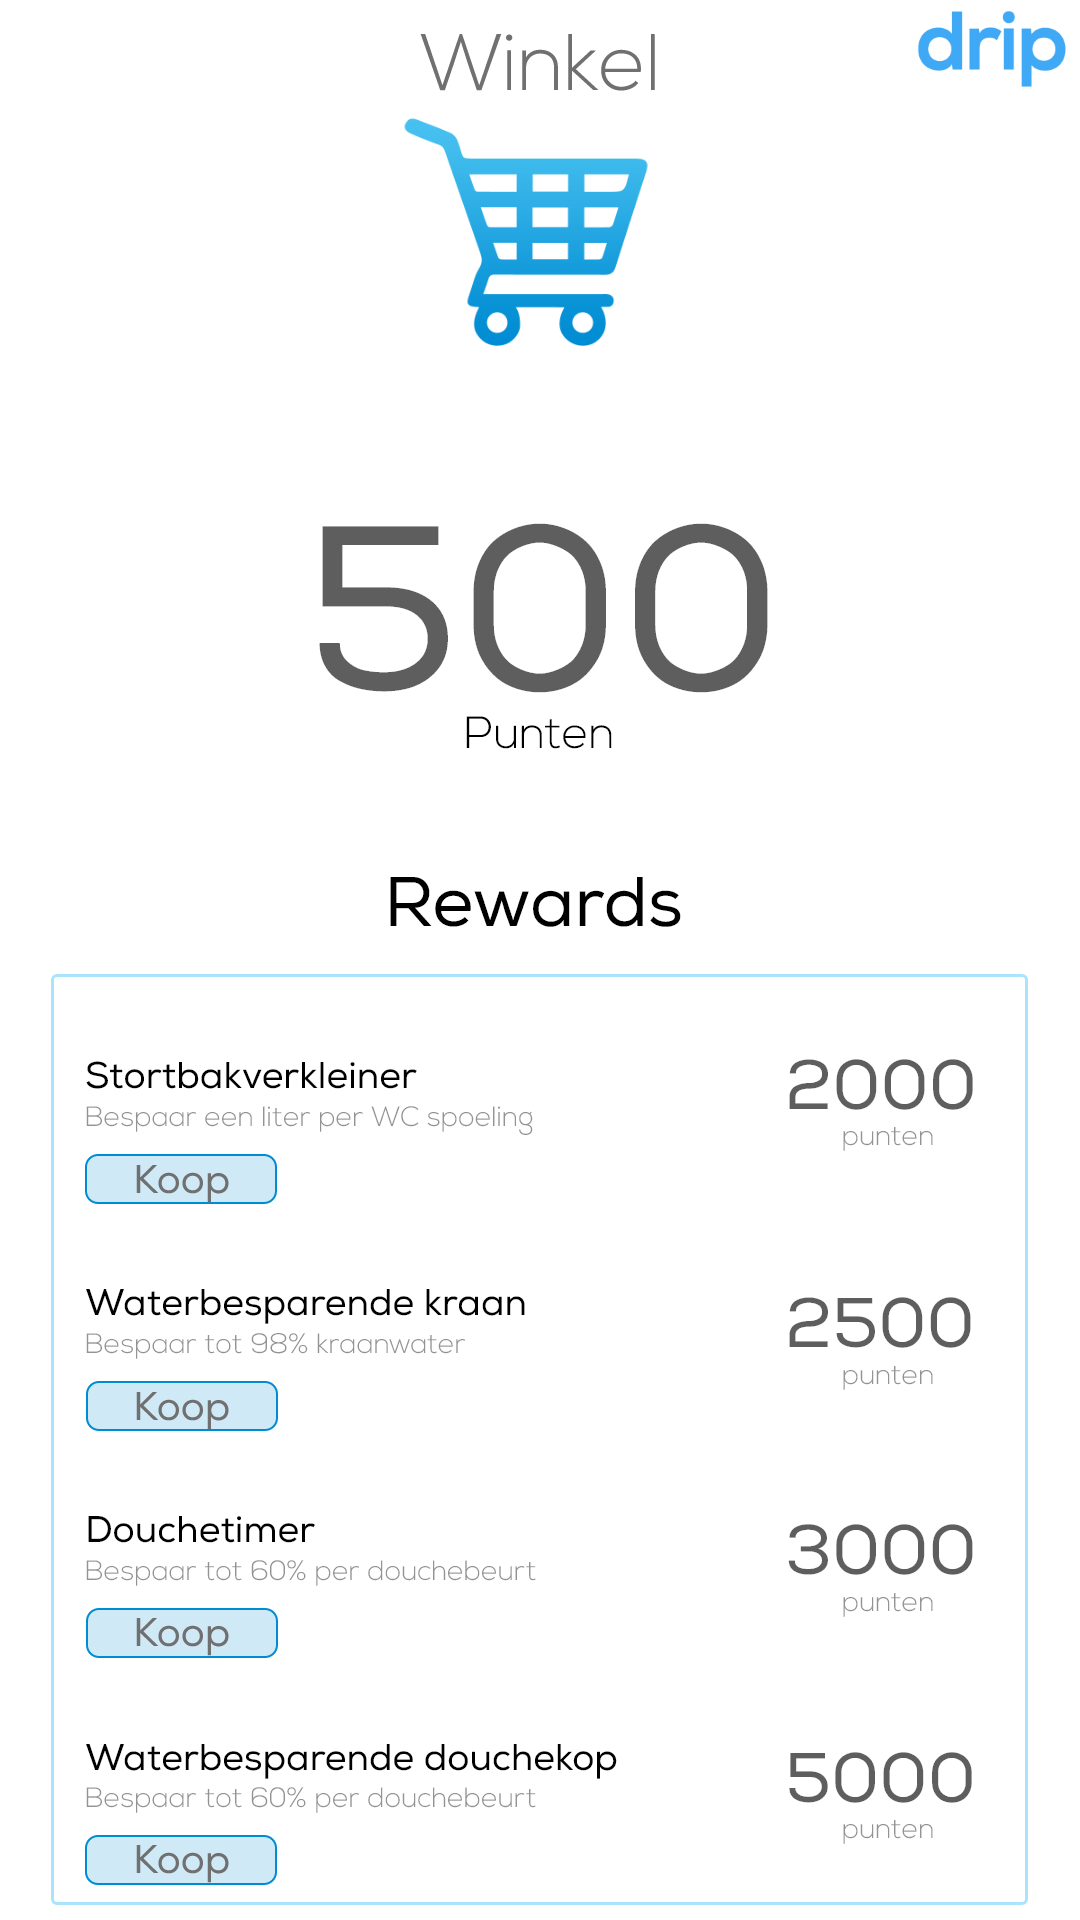 Winkel
drip
500
Punten
Rewards
Stortbakverkleiner
Bespaar een liter per WC spoeling
2000
punten
Koop
Waterbesparende kraan
Bespaar tot 98% kraanwater
2500
punten
Koop
Douchetimer
Bespaar tot 60% per douchebeurt
3000
punten
Koop
Waterbesparende douchekop
Bespaar tot 60% per douchebeurt
5000
punten
Koop